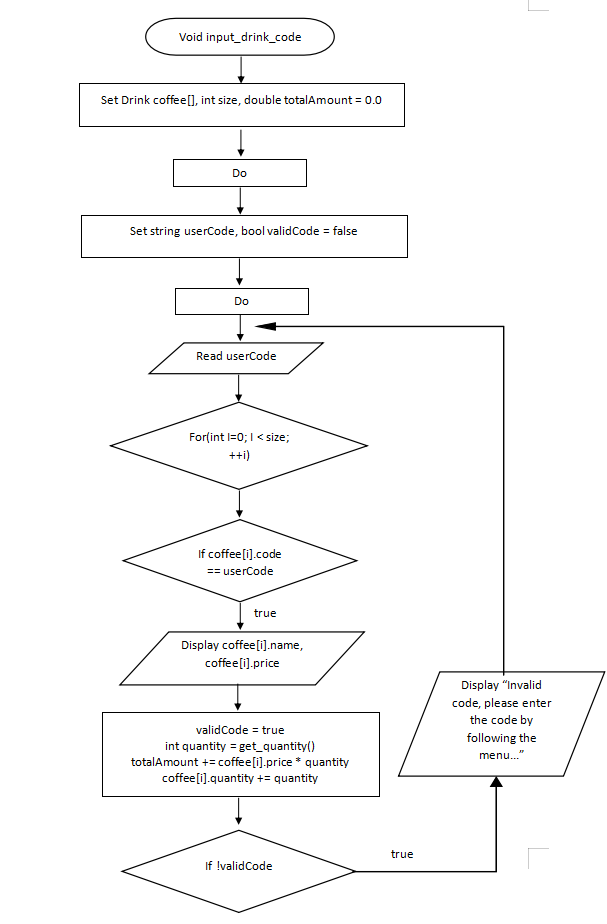 Void input_drink_code
Set Drink coffee[], int size, double totalAmount = 0.0
Do
Set string userCode, bool validCode = false
Do
Read userCode
For(int I=0; I < size;
++i)
If coffee[i].code
== userCode
true
Display coffee[i].name,
coffee[i].price
Display “Invalid
code, please enter
the code by
following the
menu...”
validCode = true
int quantity = get_quantity()
totalAmount += coffee[i].price * quantity
coffee[i].quantity += quantity
If !validCode
true